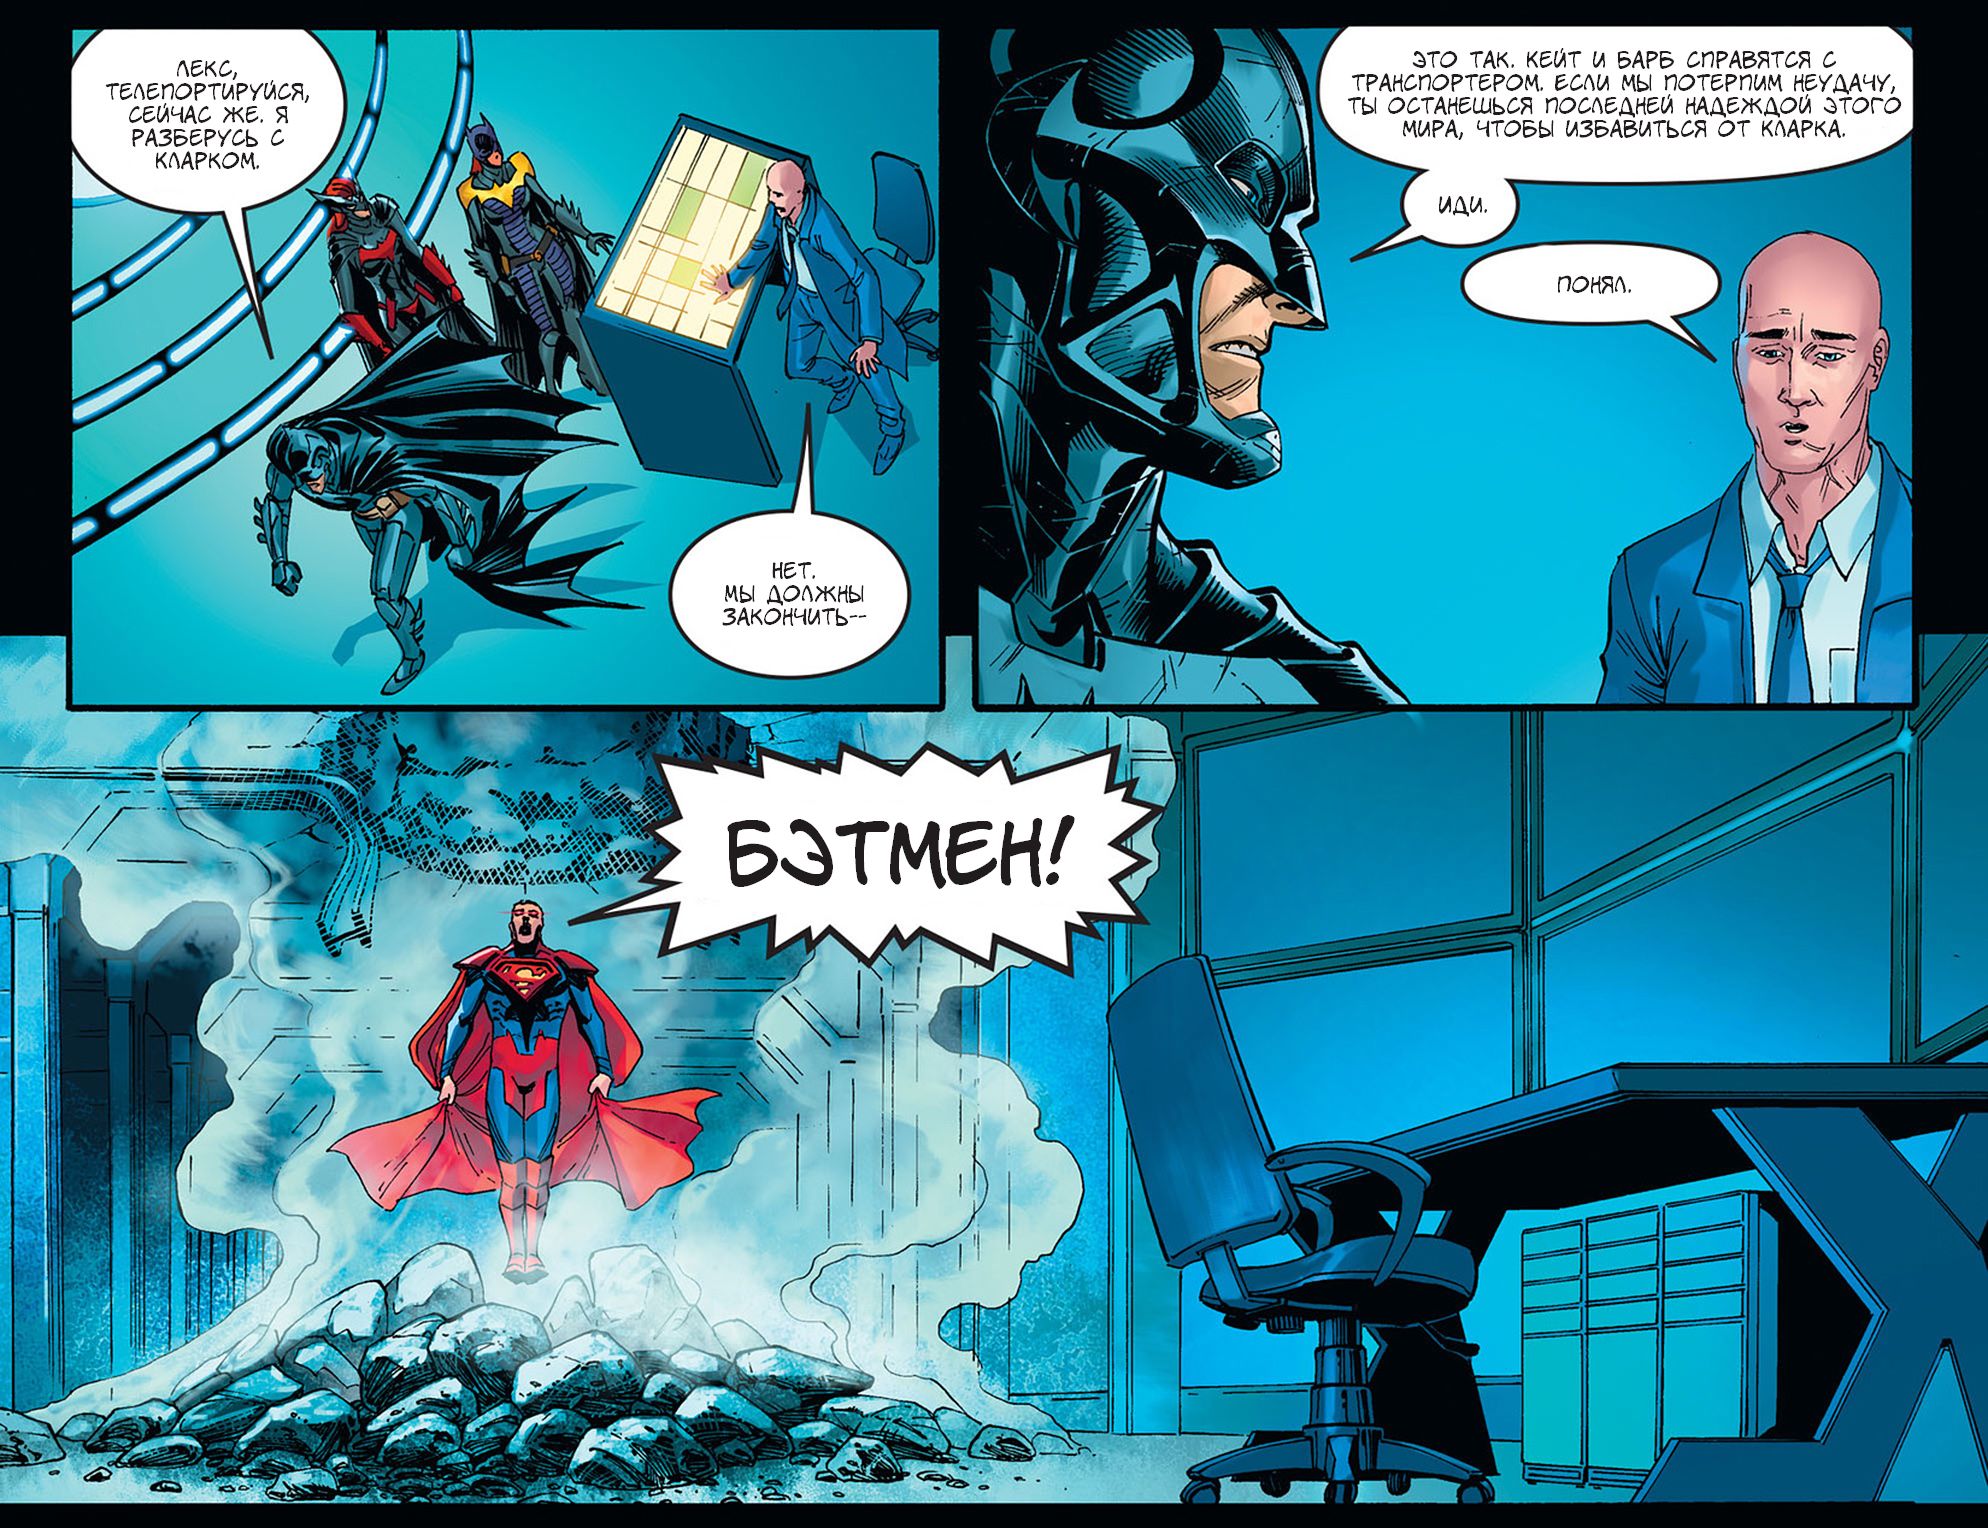 ЛЕКС,
ТЕЛЕПОРТИРУЙСЯ,
СЕЙЧАС ЖЕ. Я
РАЗБЕРУСЬ С
КЛАРКОМ.
НЕТ.
МЫ ДОЛЖНЫ
ЗАКОНЧИТЬ--
ЭТО ТАК. КЕЙТ И БАРБ СПРАВЯТСЯ С
ТРАНСПОРТЕРОМ. ЕСЛИ МЫ ПОТЕРПИМ НЕУДАЧУ,
ТЫ ОСТАНЕШЬСЯ ПОСЛЕДНЕЙ НАДЕЖДОЙ ЭТОГО
МИРА, ЧТОБЫ ИЗБАВИТЬСЯ ОТ КЛАРКА.
ИДИ.
ПОНЯЛ.
БЭТМЕН!